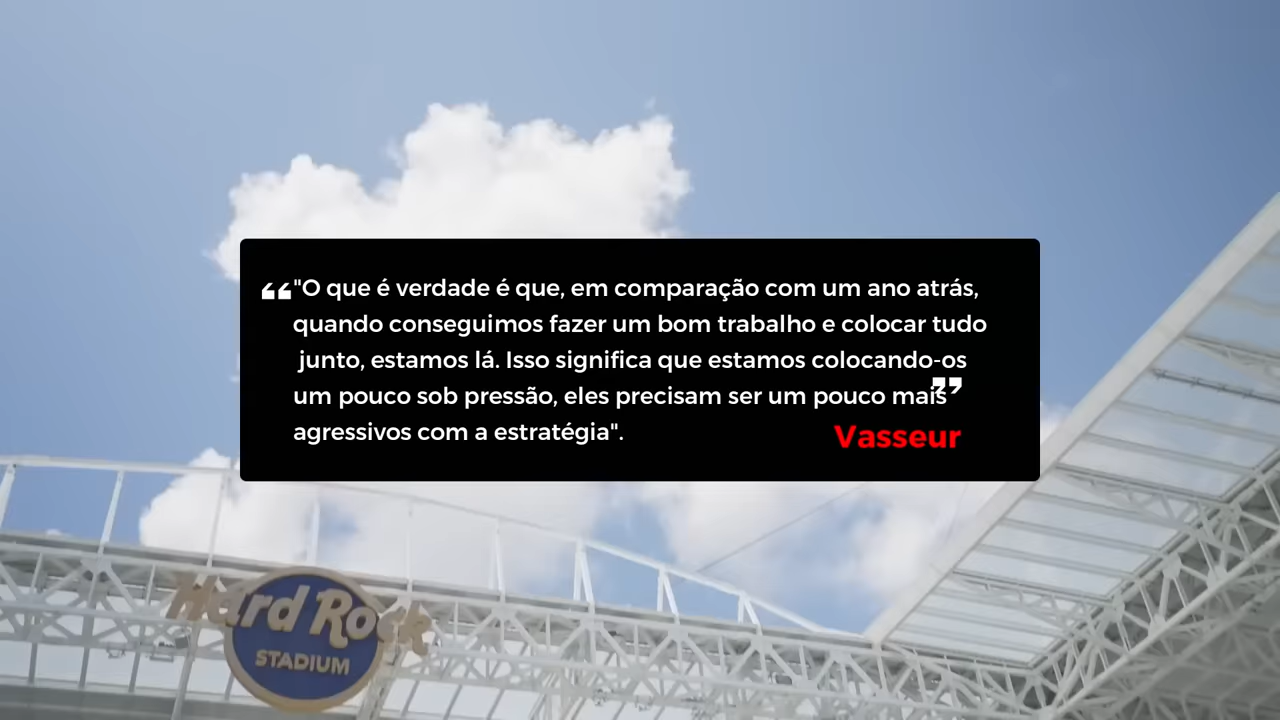 "O que é verdade é que, em comparação com um ano atrás,
quando conseguimos fazer um bom trabalho e colocar tudo
junto, estamos lá. Isso significa que estamos colocando-os
um pouco sob pressão, eles precisam ser um pouco mais
agressivos com a estratégia".
Vasseur
Hard Rock
STADIUM